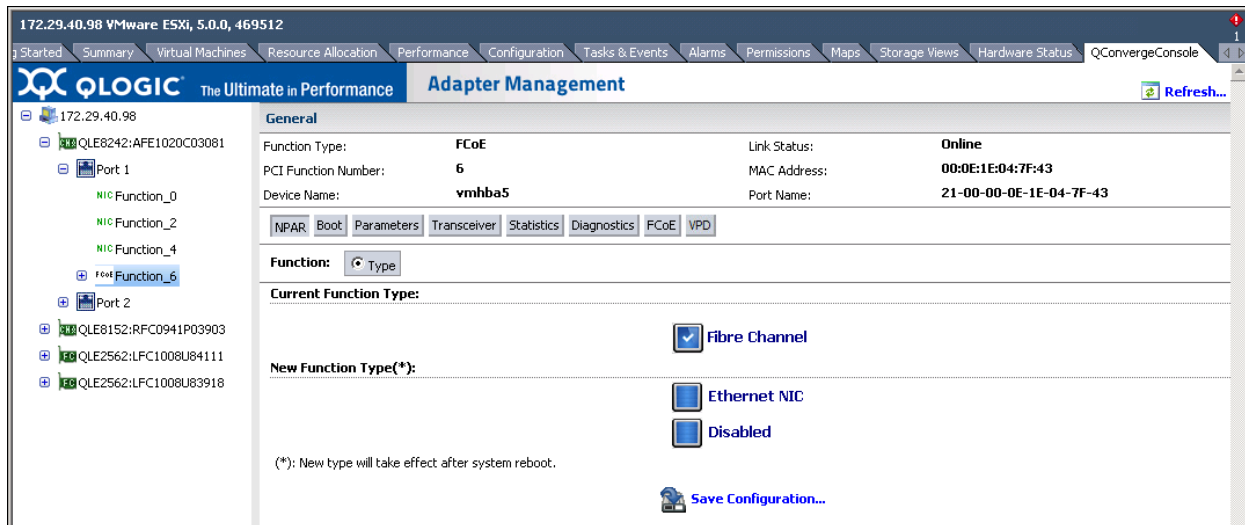 172.29.40.98 VMware ESXi, 5.0.0, 469512
1
g Started Summary Virtual Machines Resource Allocation Performance Configuration Tasks & Events Alarms Permissions Maps Storage Views Hardware Status QConvergeConsole
QLOGIC The Ultimate in Performance Adapter Management
Refresh...
172.29.40.98
General
QLE8242:AFE1020C03081
Function Type: FCoE Link Status: Online
Port 1
PCI Function Number: 6 MAC Address: 00:0E:1E:04:7F:43
NIC Function_0
Device Name: vmhba5 Port Name: 21-00-00-0E-1E-04-7F-43
NIC Function_2
NPAR Boot Parameters Transceiver Statistics Diagnostics FCoE VPD
NIC Function_4
Function: Type
FCoE Function_6
Current Function Type:
Port 2
QLE8152:RFC0941P03903
Fibre Channel
QLE2562:LFC1008U84111
New Function Type(*):
QLE2562:LFC1008U83918
Ethernet NIC
Disabled
(*): New type will take effect after system reboot.
Save Configuration...